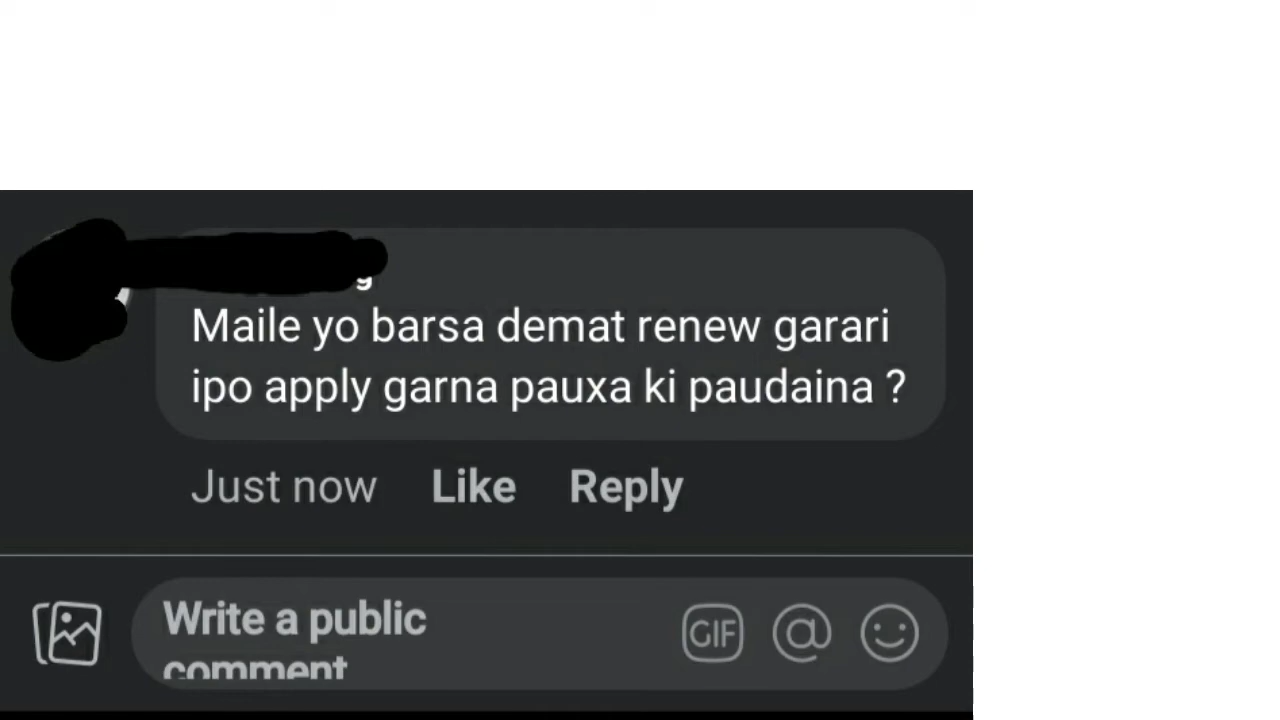 Maile yo barsa demat renew garari
ipo apply garna pauxa ki paudaina ?
Just now Like Reply
Write a public
comment
GIF @